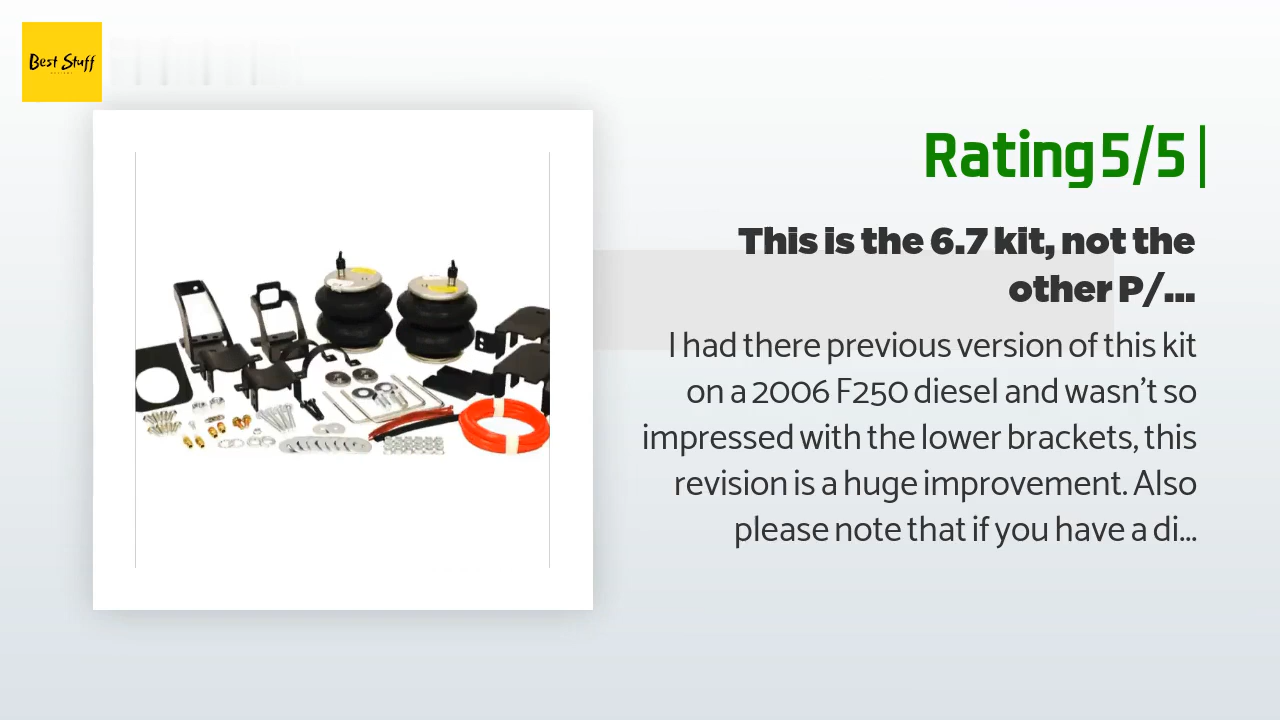 Best Stuff
Rating 5/5
This is the 6.7 kit, not the
other P/...
I had there previous version of this kit
on a 2006 F250 diesel and wasn't so
impressed with the lower brackets, this
revision is a huge improvement. Also
please note that if you have a di...